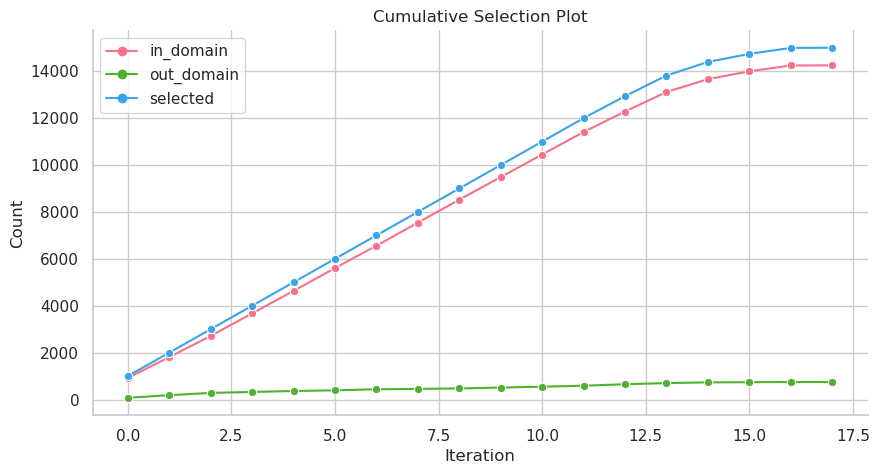 Cumulative Selection Plot
in_domain
out_domain
selected
Count
14000
12000
10000
8000
6000
4000
2000
0
0.0 2.5 5.0 7.5 10.0 12.5 15.0 17.5
Iteration